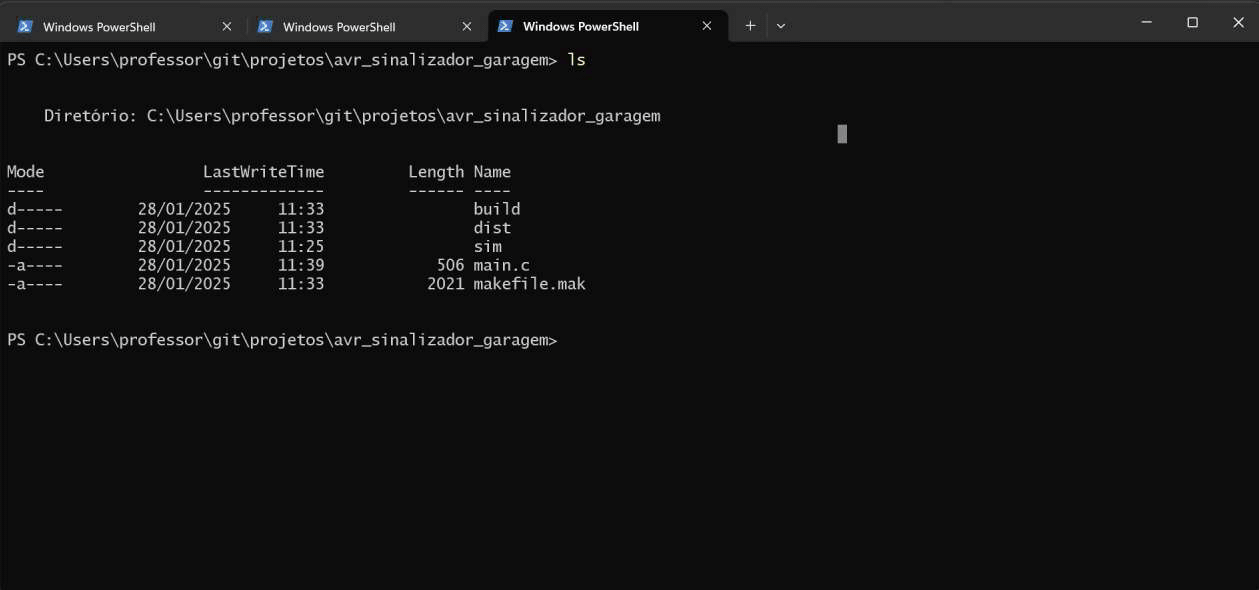 Windows PowerShell Windows PowerShell Windows PowerShell
PS C:\Users\professor\git\projetos\avr_sinalizador_garagem> ls
Diretório: C:\Users\professor\git\projetos\avr_sinalizador_garagem
Mode LastWriteTime Length Name
---- ------------- ------ ----
d----- 28/01/2025 11:33 build
d----- 28/01/2025 11:33 dist
d----- 28/01/2025 11:25 sim
-a---- 28/01/2025 11:39 506 main.c
-a---- 28/01/2025 11:33 2021 makefile.mak
PS C:\Users\professor\git\projetos\avr_sinalizador_garagem>